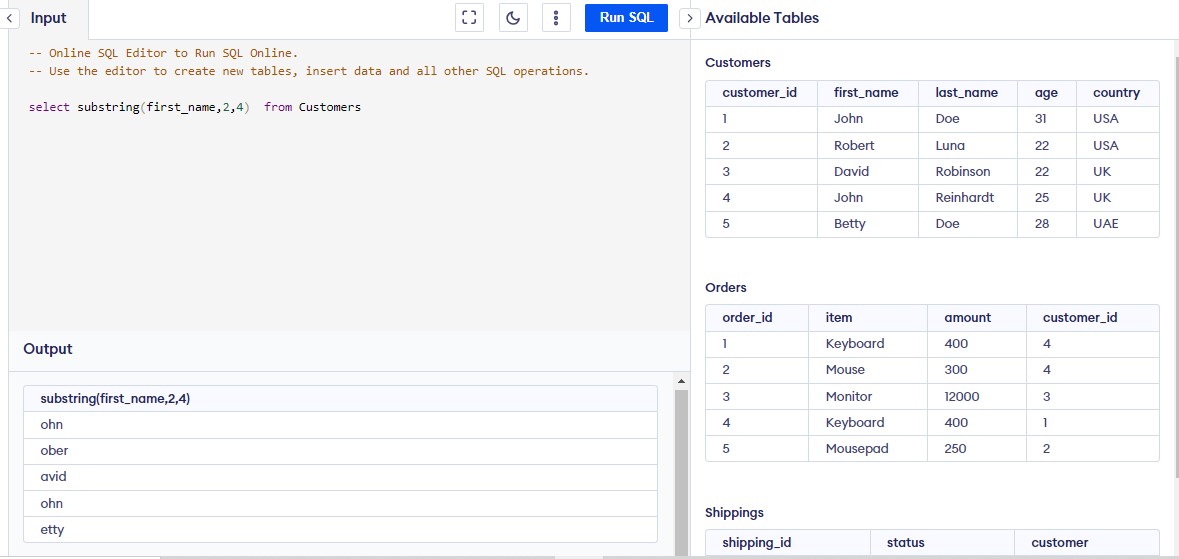 Input
Run SQL
-- Online SQL Editor to Run SQL Online.
-- Use the editor to create new tables, insert data and all other SQL operations.
select substring(first_name,2,4)  from Customers
Output
substring(first_name,2,4)
ohn
ober
avid
ohn
etty
Available Tables
Customers
customer_id first_name last_name age country
1 John Doe 31 USA
2 Robert Luna 22 USA
3 David Robinson 22 UK
4 John Reinhardt 25 UK
5 Betty Doe 28 UAE
Orders
order_id item amount customer_id
1 Keyboard 400 4
2 Mouse 300 4
3 Monitor 12000 3
4 Keyboard 400 1
5 Mousepad 250 2
Shippings
shipping_id status customer